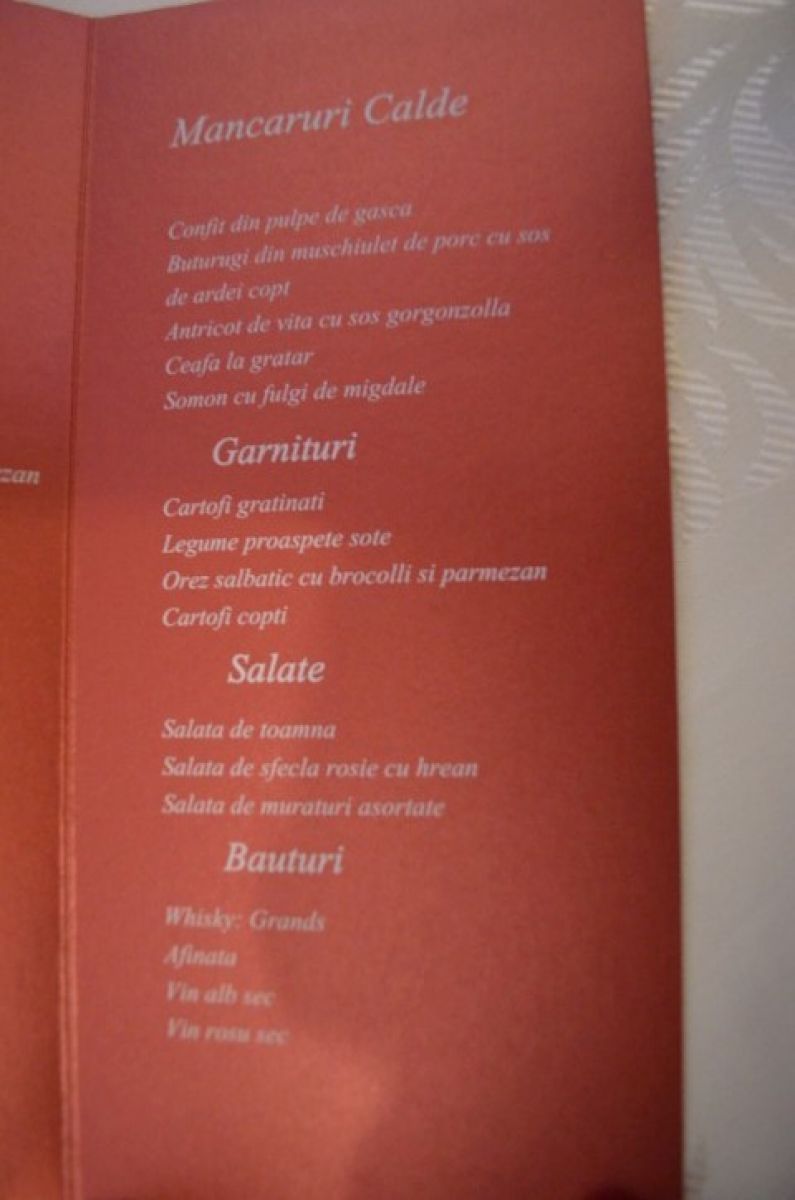 Mancaruri Calde
Confit din pulpe de gasca
Buturugi din muschiulet de porc cu sos
de ardei copt
Antricot de vita cu sos gorgonzolla
Ceafa la gratar
Somon cu fulgi de migdale
zan
Garnituri
Cartofi gratinati
Legume proaspete sote
Orez salbatic cu brocolli si parmezan
Cartofi copti
Salate
Salata de toamna
Salata de sfecla rosie cu hrean
Salata de muraturi asortate
Bauturi
Whisky: Grands
Afinata
Vin alb sec
Vin rosu sec